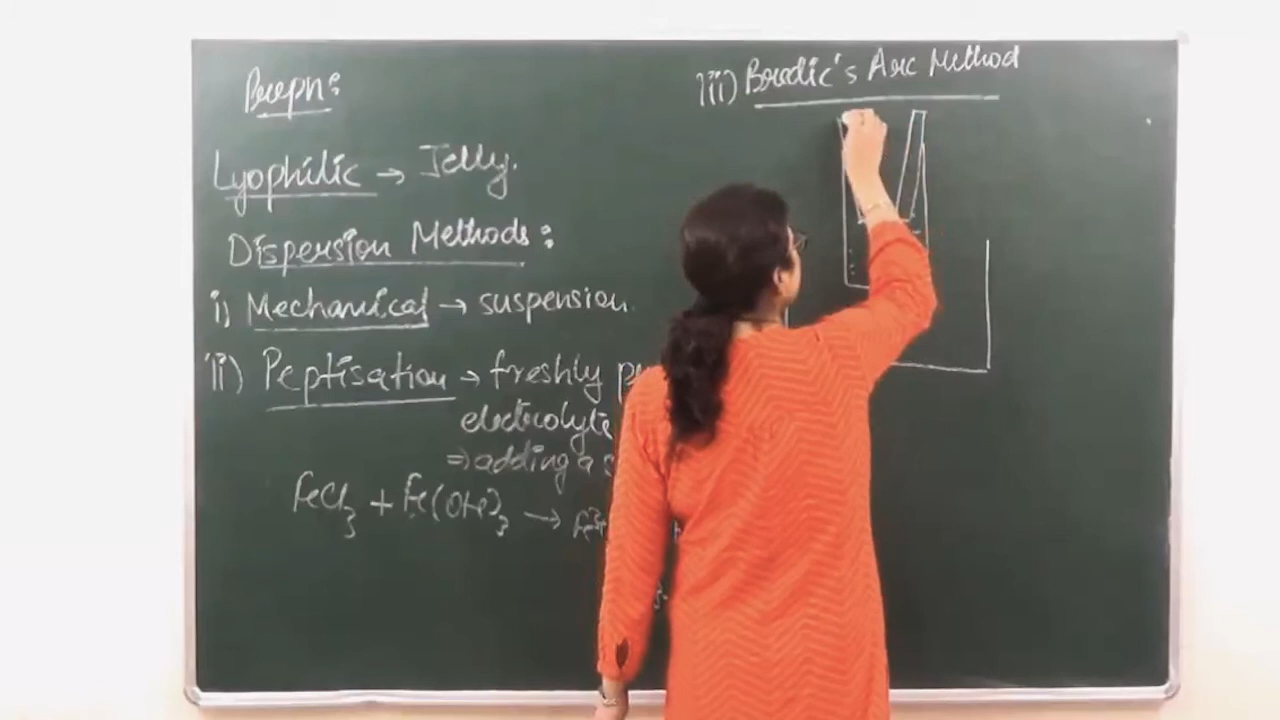 Prepn:
Lyophilic → Jelly.
Dispersion Methods:
i) Mechanical → suspension.
ii) Peptisation → freshly
electrolyte
⇒ adding a
FeCl3 + Fe(OH)3 →
iii) Bredic's Arc Method